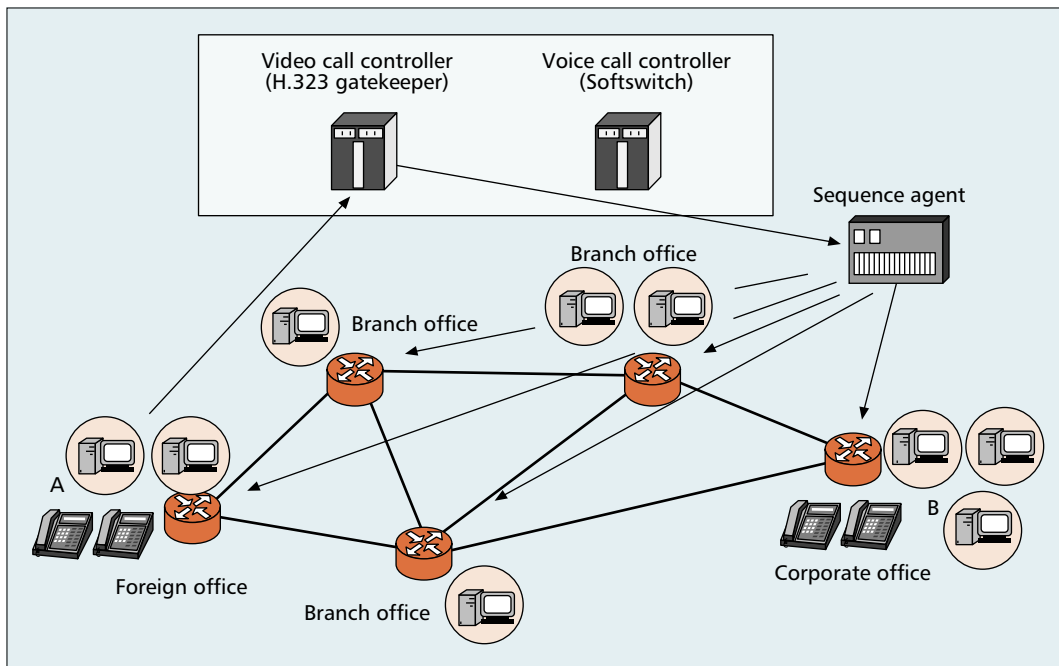 Video call controller
(H.323 gatekeeper)
Voice call controller
(Softswitch)
Sequence agent
Branch office
Branch office
A
B
Foreign office
Corporate office
Branch office